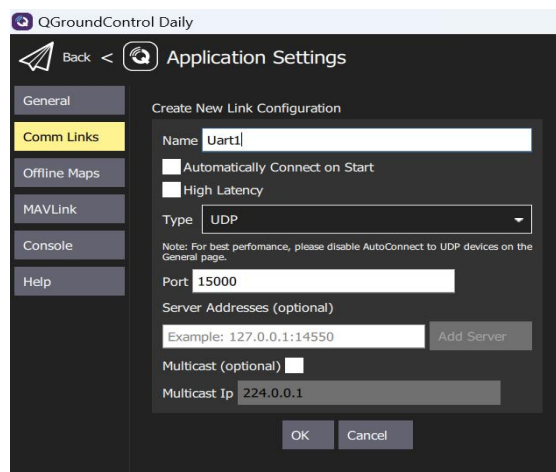 QGroundControl Daily
Back < Application Settings
General
Comm Links
Offline Maps
MAVLink
Console
Help
Create New Link Configuration
Name Uart1
Automatically Connect on Start
High Latency
Type UDP
Note: For best perfomance, please disable AutoConnect to UDP devices on the
General page.
Port 15000
Server Addresses (optional)
Example: 127.0.0.1:14550 Add Server
Multicast (optional)
Multicast Ip 224.0.0.1
OK Cancel